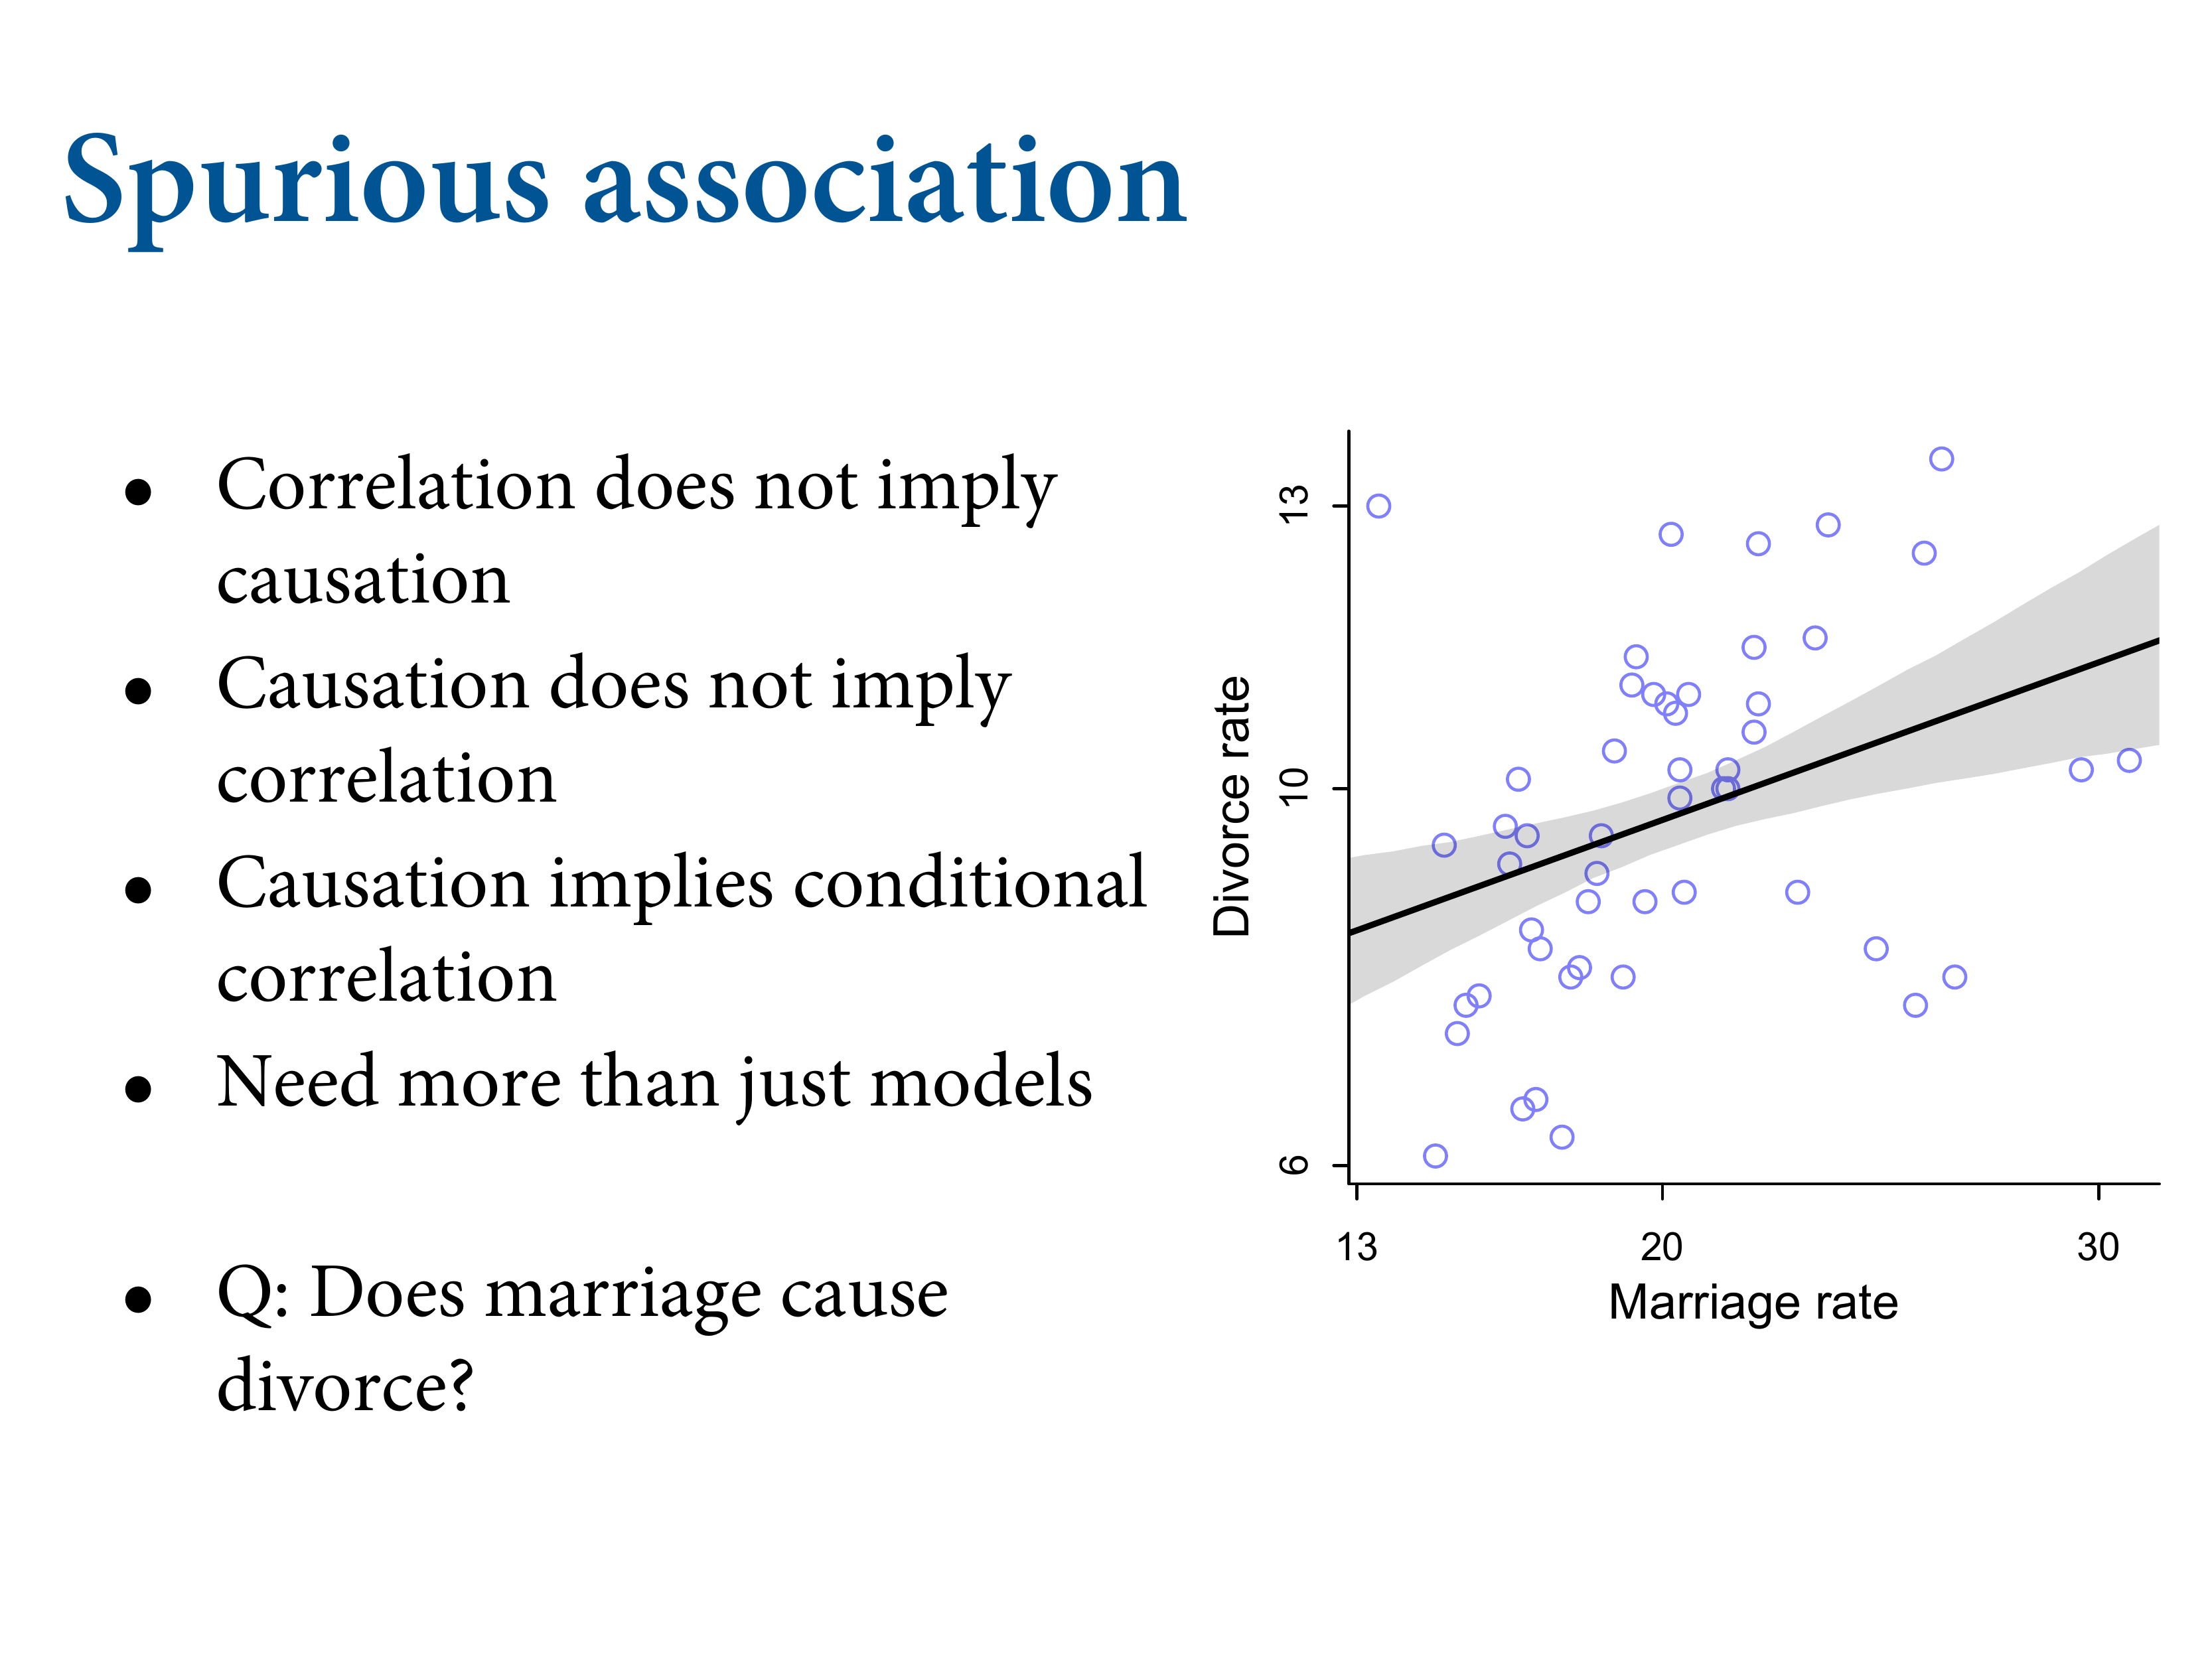 Spurious association
• Correlation does not imply
causation
• Causation does not imply
correlation
• Causation implies conditional
correlation
• Need more than just models
• Q: Does marriage cause
divorce?
Divorce rate
13
10
6
13 20 30
Marriage rate